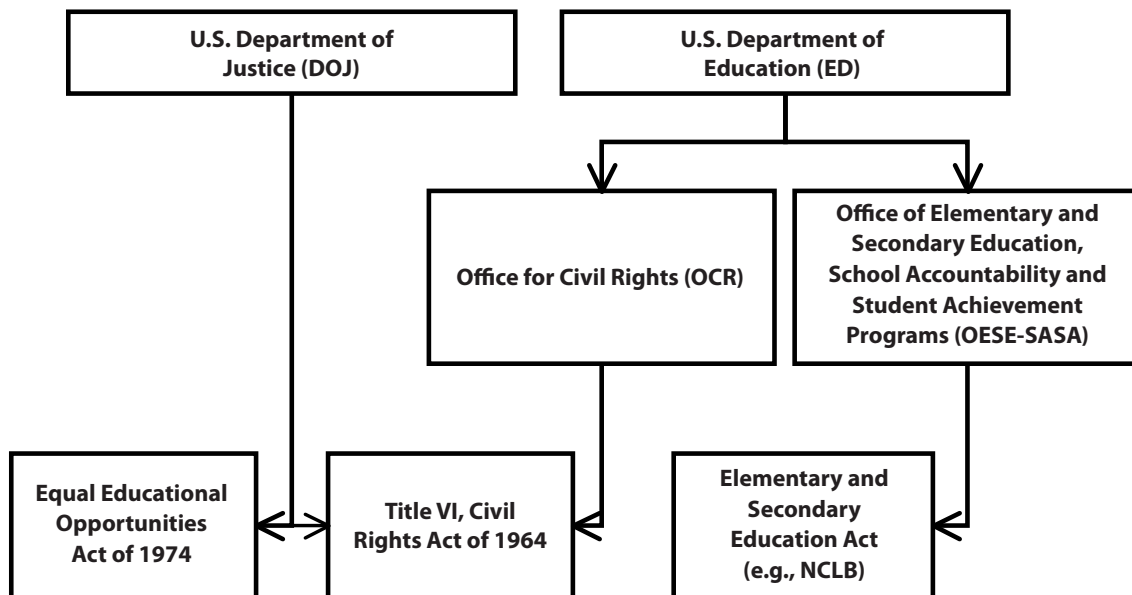 U.S. Department of
Justice (DOJ)
U.S. Department of
Education (ED)
Office for Civil Rights (OCR)
Office of Elementary and
Secondary Education,
School Accountability and
Student Achievement
Programs (OESE-SASA)
Equal Educational
Opportunities
Act of 1974
Title VI, Civil
Rights Act of 1964
Elementary and
Secondary
Education Act
(e.g., NCLB)